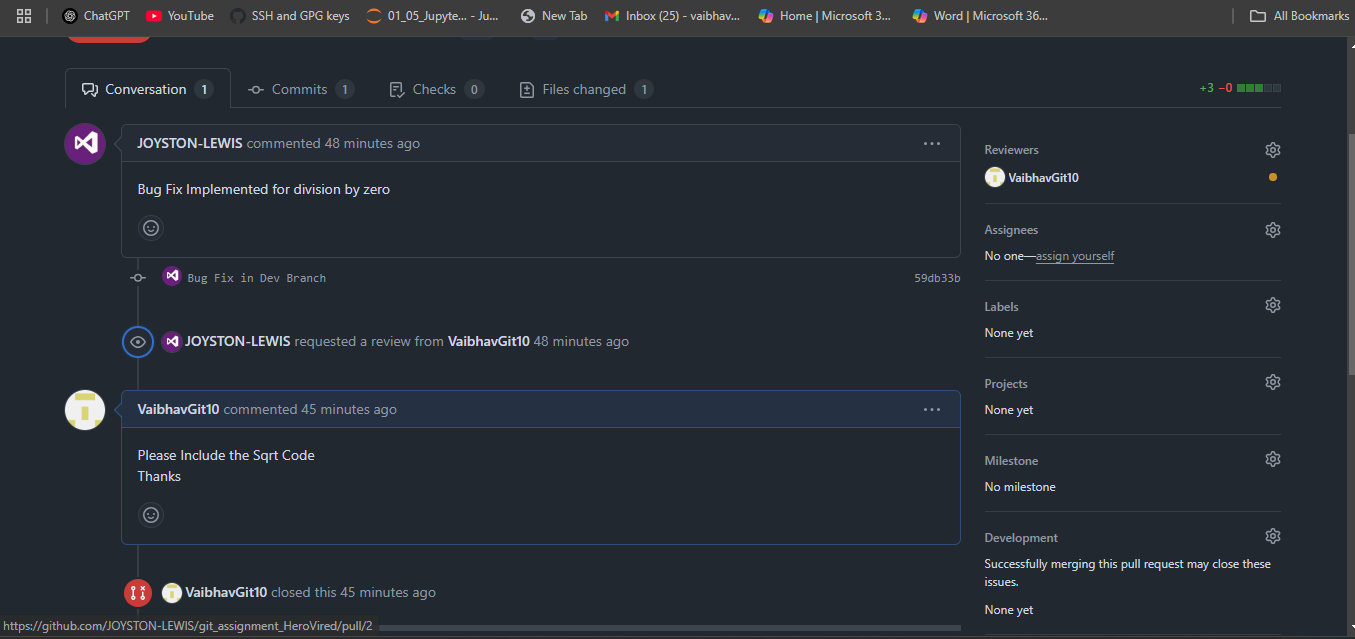 ChatGPT YouTube SSH and GPG keys 01_05_Jupyte... - Ju... New Tab Inbox (25) - vaibhav... Home | Microsoft 3... Word | Microsoft 36... All Bookmarks
Conversation 1 Commits 1 Checks 0 Files changed 1 +3 −0
JOYSTON-LEWIS commented 48 minutes ago
Bug Fix Implemented for division by zero
Bug Fix in Dev Branch 59db33b
JOYSTON-LEWIS requested a review from VaibhavGit10 48 minutes ago
VaibhavGit10 commented 45 minutes ago
Please Include the Sqrt Code
Thanks
VaibhavGit10 closed this 45 minutes ago
Reviewers
VaibhavGit10
Assignees
No one—assign yourself
Labels
None yet
Projects
None yet
Milestone
No milestone
Development
Successfully merging this pull request may close these
issues.
None yet
https://github.com/JOYSTON-LEWIS/git_assignment_HeroVired/pull/2